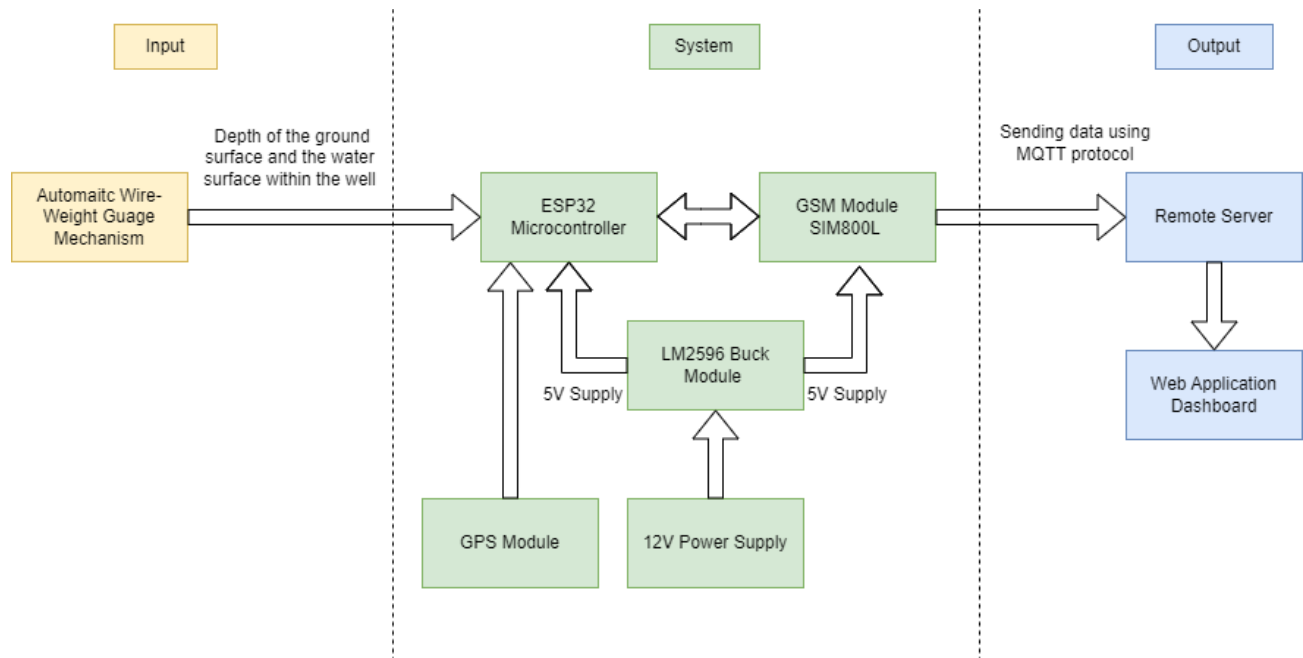 Input
System
Output
Depth of the ground
surface and the water
surface within the well
Sending data using
MQTT protocol
Automaitc Wire-
Weight Guage
Mechanism
ESP32
Microcontroller
GSM Module
SIM800L
Remote Server
LM2596 Buck
Module
5V Supply
5V Supply
Web Application
Dashboard
GPS Module
12V Power Supply